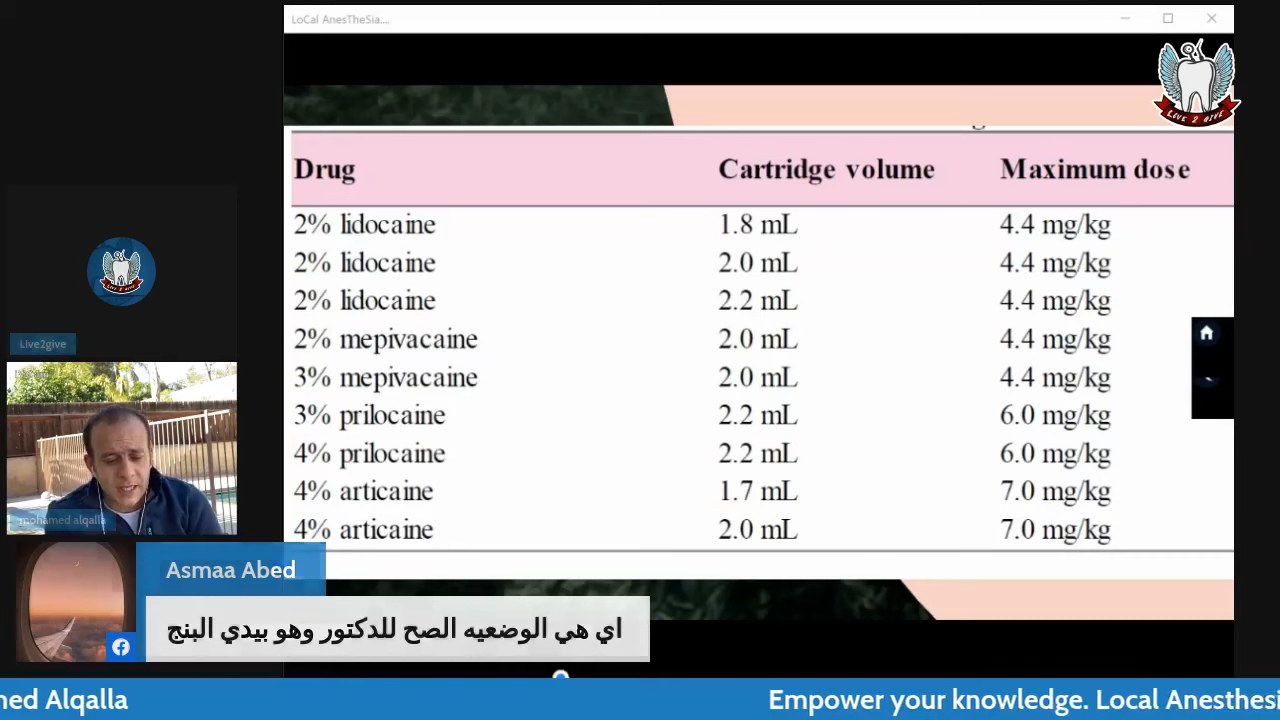 LoCal AnesTheSia....
LOVE 2 GIVE
Drug Cartridge volume Maximum dose
2% lidocaine 1.8 mL 4.4 mg/kg
2% lidocaine 2.0 mL 4.4 mg/kg
2% lidocaine 2.2 mL 4.4 mg/kg
2% mepivacaine 2.0 mL 4.4 mg/kg
3% mepivacaine 2.0 mL 4.4 mg/kg
3% prilocaine 2.2 mL 6.0 mg/kg
4% prilocaine 2.2 mL 6.0 mg/kg
4% articaine 1.7 mL 7.0 mg/kg
4% articaine 2.0 mL 7.0 mg/kg
Live2give
mohamed alqalla
Asmaa Abed
اي هي الوضعيه الصح للدكتور وهو بيدي البنج
ned Alqalla Empower your knowledge. Local Anesthesi